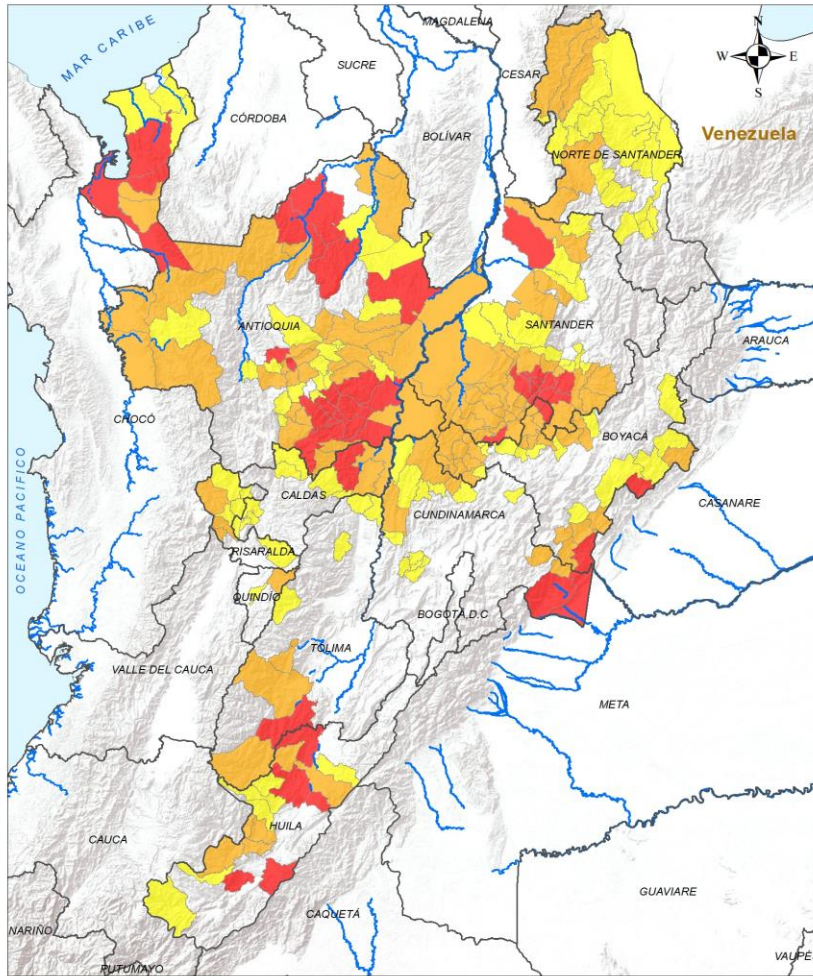 MAGDALENA
N
W E
S
MAR CARIBE
SUCRE
CESAR
CÓRDOBA
BOLÍVAR
Venezuela
NORTE DE SANTANDER
ANTIOQUIA
SANTANDER
ARAUCA
CHOCÓ
BOYACÁ
OCEANO PACIFICO
CALDAS
CASANARE
CUNDINAMARCA
RISARALDA
QUINDÍO
BOGOTÁ D.C
TOLIMA
VALLE DEL CAUCA
META
HUILA
CAUCA
GUAVIARE
CAQUETÁ
NARIÑO
PUTUMAYO
VAUPÉS